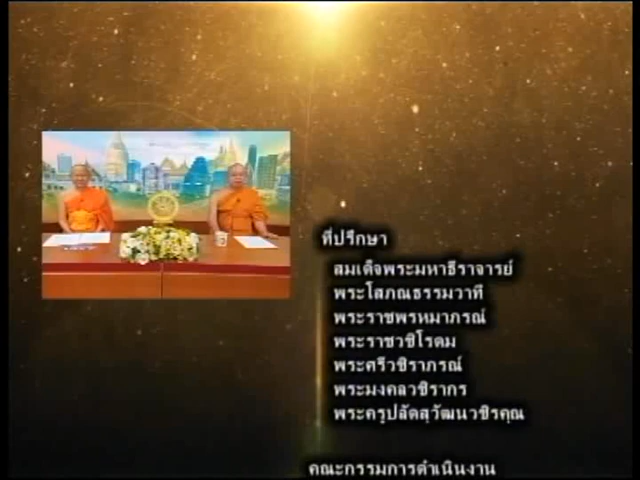 ที่ปรึกษา
สมเด็จพระมหาธีราจารย์
พระโสภณธรรมวาที
พระราชพรหมาภรณ์
พระราชวชิโรดม
พระศรีวชิราภรณ์
พระมงคลวชิรากร
พระครูปลัดสุวัฒนวชิรคุณ
คณะกรรมการดำเนินงาน